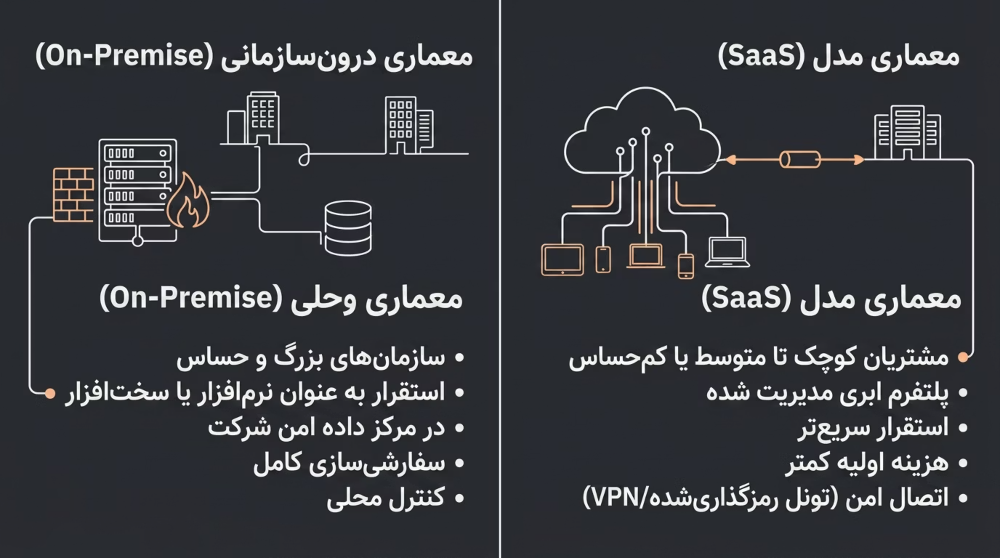 معماری مدل (SaaS)
معماری مدل (SaaS)
• مشتریان کوچک تا متوسط یا کم‌حساس
• پلتفرم ابری مدیریت شده
• استقرار سریع‌تر
• هزینه اولیه کمتر
• اتصال امن (تونل رمزگذاری‌شده/VPN)
معماری درون‌سازمانی (On-Premise)
معماری وحلی (On-Premise)
• سازمان‌های بزرگ و حساس
• استقرار به عنوان نرم‌افزار یا سخت‌افزار
• در مرکز داده امن شرکت
• سفارشی‌سازی کامل
• کنترل محلی